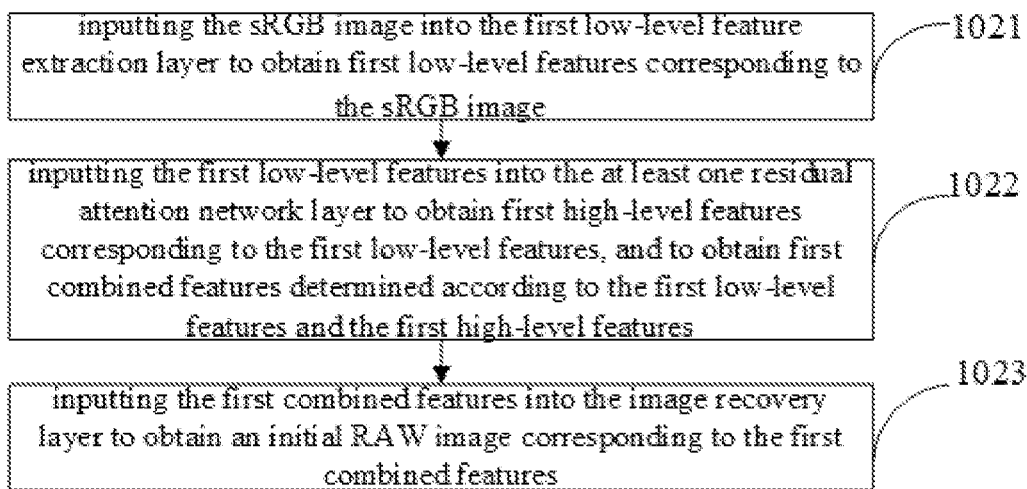 inputting the sRGB image into the first low-level feature
extraction layer to obtain first low-level features corresponding to
the sRGB image
1021
inputting the first low-level features into the at least one residual
attention network layer to obtain first high-level features
corresponding to the first low-level features, and to obtain first
combined features determined according to the first low-level
features and the first high-level features
1022
inputting the first combined features into the image recovery
layer to obtain an initial RAW image corresponding to the first
combined features
1023